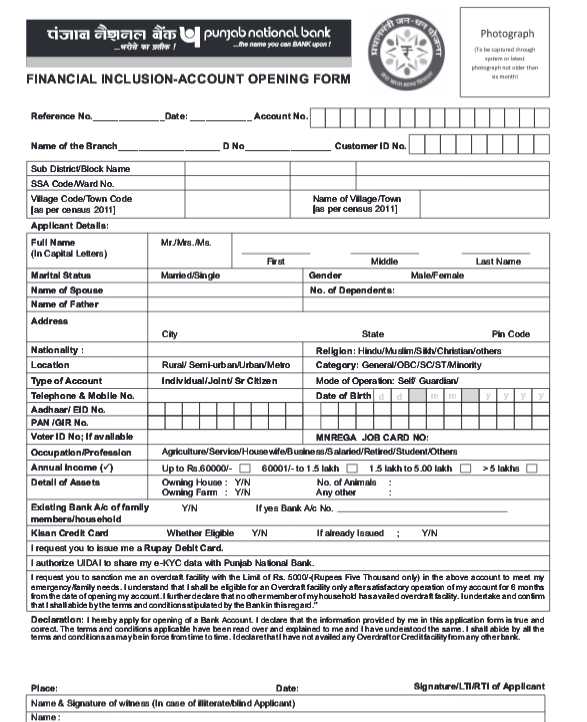 पंजाब नैशनल बैंक punjab national bank
...भरोसे का प्रतीक ! ...the name you can BANK upon !
प्रधानमंत्री जन-धन योजना
Photograph
(To be captured through
system or latest
photograph not older than
six month)
FINANCIAL INCLUSION-ACCOUNT OPENING FORM
Reference No.______________Date: ____________ Account No.
Name of the Branch____________________ D No__________ Customer ID No.
Sub District/Block Name
SSA Code/Ward No.
Village Code/Town Code Name of Village/Town
[as per census 2011] [as per census 2011]
Applicant Details:
Full Name Mr./Mrs./Ms.
(In Capital Letters) First Middle Last Name
Marital Status Married/Single Gender Male/Female
Name of Spouse No. of Dependents:
Name of Father
Address
City State Pin Code
Nationality : Religion: Hindu/Muslim/Sikh/Christian/others
Location Rural/ Semi-urban/Urban/Metro Category: General/OBC/SC/ST/Minority
Type of Account Individual/Joint/ Sr Citizen Mode of Operation: Self/ Guardian/
Telephone & Mobile No. Date of Birth d d m m y y y y
Aadhaar/ EID No.
PAN /GIR No.
Voter ID No; If available MNREGA JOB CARD NO:
Occupation/Profession Agriculture/Service/Housewife/Business/Salaried/Retired/Student/Others
Annual Income (✓) Up to Rs.60000/- 60001/- to 1.5 lakh 1.5 lakh to 5.00 lakh > 5 lakhs
Detail of Assets Owning House : Y/N No. of Animals :
Owning Farm : Y/N Any other :
Existing Bank A/c of family Y/N If yes Bank A/c No. ______________________
members/household
Kisan Credit Card Whether Eligible Y/N If already Issued ; Y/N
I request you to issue me a Rupay Debit Card.
I authorize UIDAI to share my e-KYC data with Punjab National Bank.
I request you to sanction me an overdraft facility with the Limit of Rs. 5000/-(Rupees Five Thousand only) in the above account to meet my
emergency/family needs. I understand that I shall be eligible for an Overdraft facility only after satisfactory operation of my account for 6 months
from the date of opening my account. I further declare that no other member of my household has availed overdraft facility. I undertake and confirm
that I shall abide by the terms and conditions stipulated by the Bank in this regard."
Declaration: I hereby apply for opening of a Bank Account. I declare that the information provided by me in this application form is true and
correct. The terms and conditions applicable have been read over and explained to me and I have understood the same. I shall abide by all the
terms and conditions as may be in force from time to time. I declare that I have not availed any Overdraft or Credit facility from any other bank.
Place: Date: Signature/LTI/RTI of Applicant
Name & Signature of witness (In case of illiterate/blind Applicant)
Name :